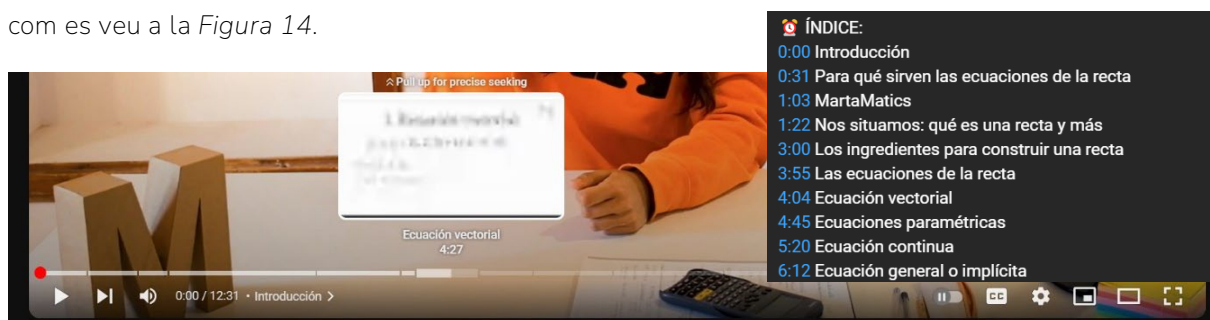 com es veu a la Figura 14.
⏰ ÍNDICE:
0:00 Introducción
0:31 Para qué sirven las ecuaciones de la recta
1:03 MartaMatics
1:22 Nos situamos: qué es una recta y más
3:00 Los ingredientes para construir una recta
3:55 Las ecuaciones de la recta
4:04 Ecuación vectorial
4:45 Ecuaciones paramétricas
5:20 Ecuación continua
6:12 Ecuación general o implícita
Pull up for precise seeking
1. Ecuación vectorial
Ecuación vectorial
4:27
0:00 / 12:31 • Introducción >
CC